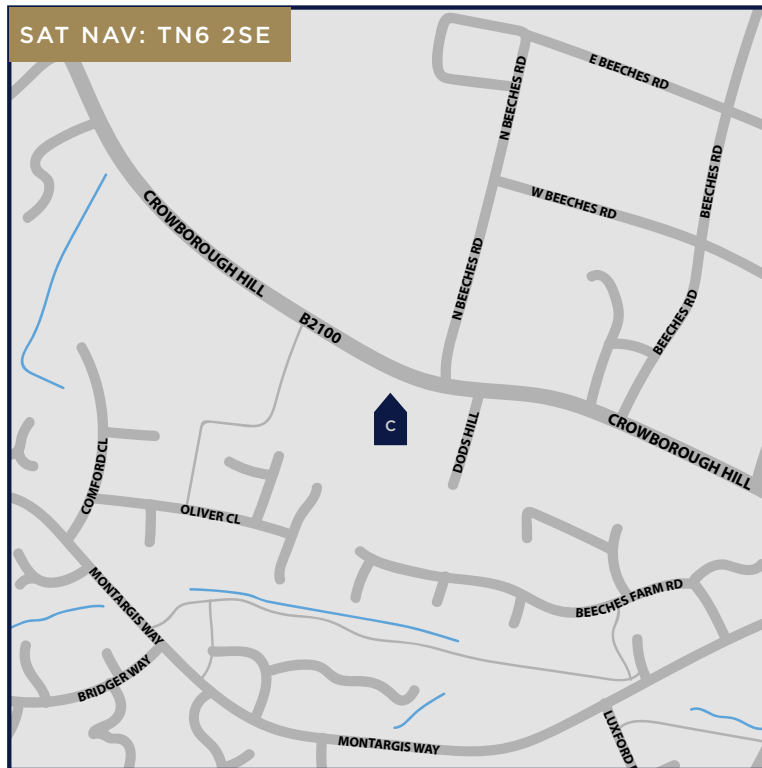 SAT NAV: TN6 2SE
E BEECHES RD
N BEECHES RD
BEECHES RD
W BEECHES RD
CROWBOROUGH HILL
N BEECHES RD
B2100
BEECHES RD
C
DODS HILL
CROWBOROUGH HILL
COMFORD CL
OLIVER CL
MONTARGIS WAY
BEECHES FARM RD
BRIDGER WAY
LUXFORD
MONTARGIS WAY